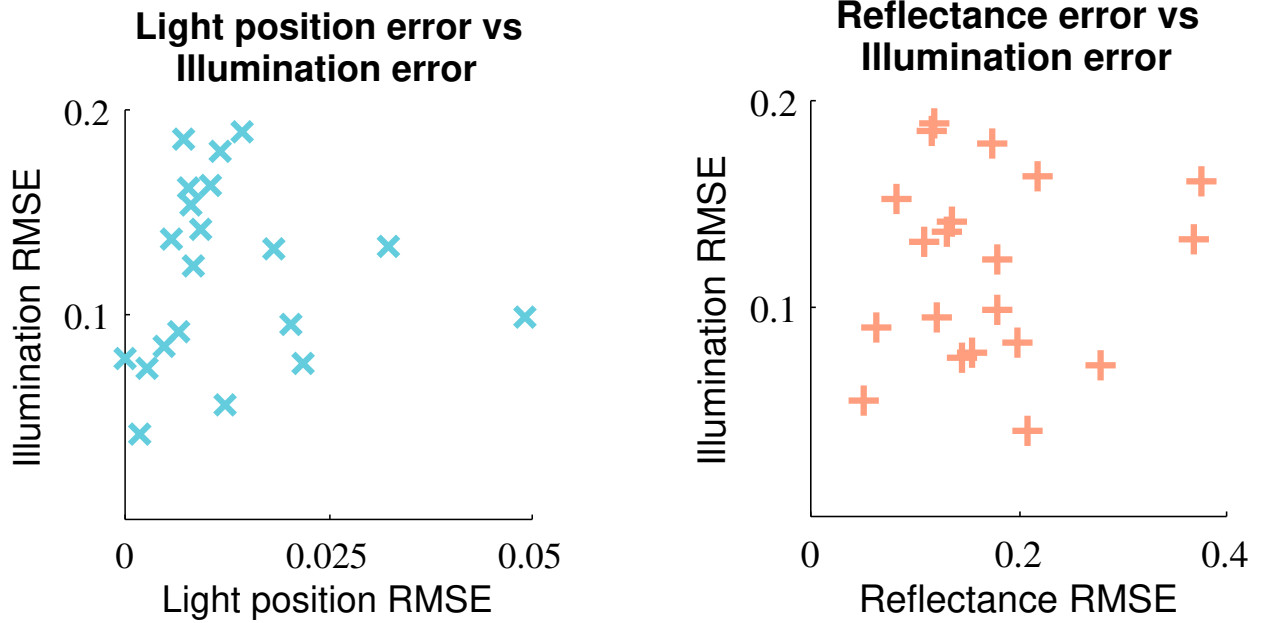 Light position error vs
Illumination error
0.2
0.1
Illumination RMSE
0
0.025
0.05
Light position RMSE
Reflectance error vs
Illumination error
0.2
0.1
Illumination RMSE
0
0.2
0.4
Reflectance RMSE